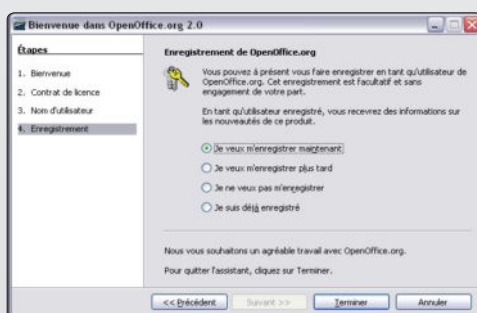 Bienvenue dans OpenOffice.org 2.0
Étapes
1. Bienvenue
2. Contrat de licence
3. Nom d'utilisateur
4. Enregistrement
Enregistrement de OpenOffice.org
Vous pouvez à présent vous faire enregistrer en tant qu'utilisateur de
OpenOffice.org. Cet enregistrement est facultatif et sans
engagement de votre part.
En tant qu'utilisateur enregistré, vous recevrez des informations sur
les nouveautés de ce produit.
Je veux m'enregistrer maintenant
Je veux m'enregistrer plus tard
Je ne veux pas m'enregistrer
Je suis déjà enregistré
Nous vous souhaitons un agréable travail avec OpenOffice.org.
Pour quitter l'assistant, cliquez sur Terminer.
<< Précédent Suivant >> Terminer Annuler